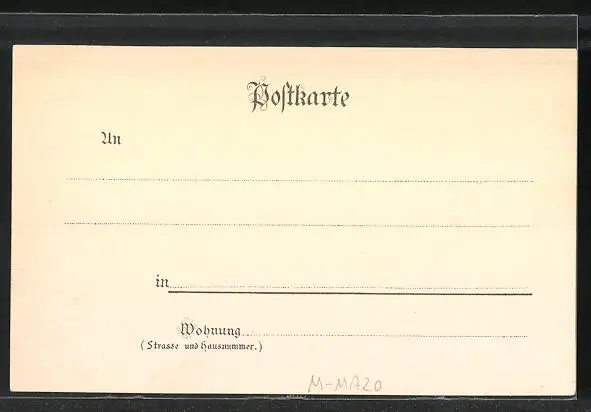 Postkarte
An
in
Wohnung
(Strasse und Hausnummer.)
M-MA20